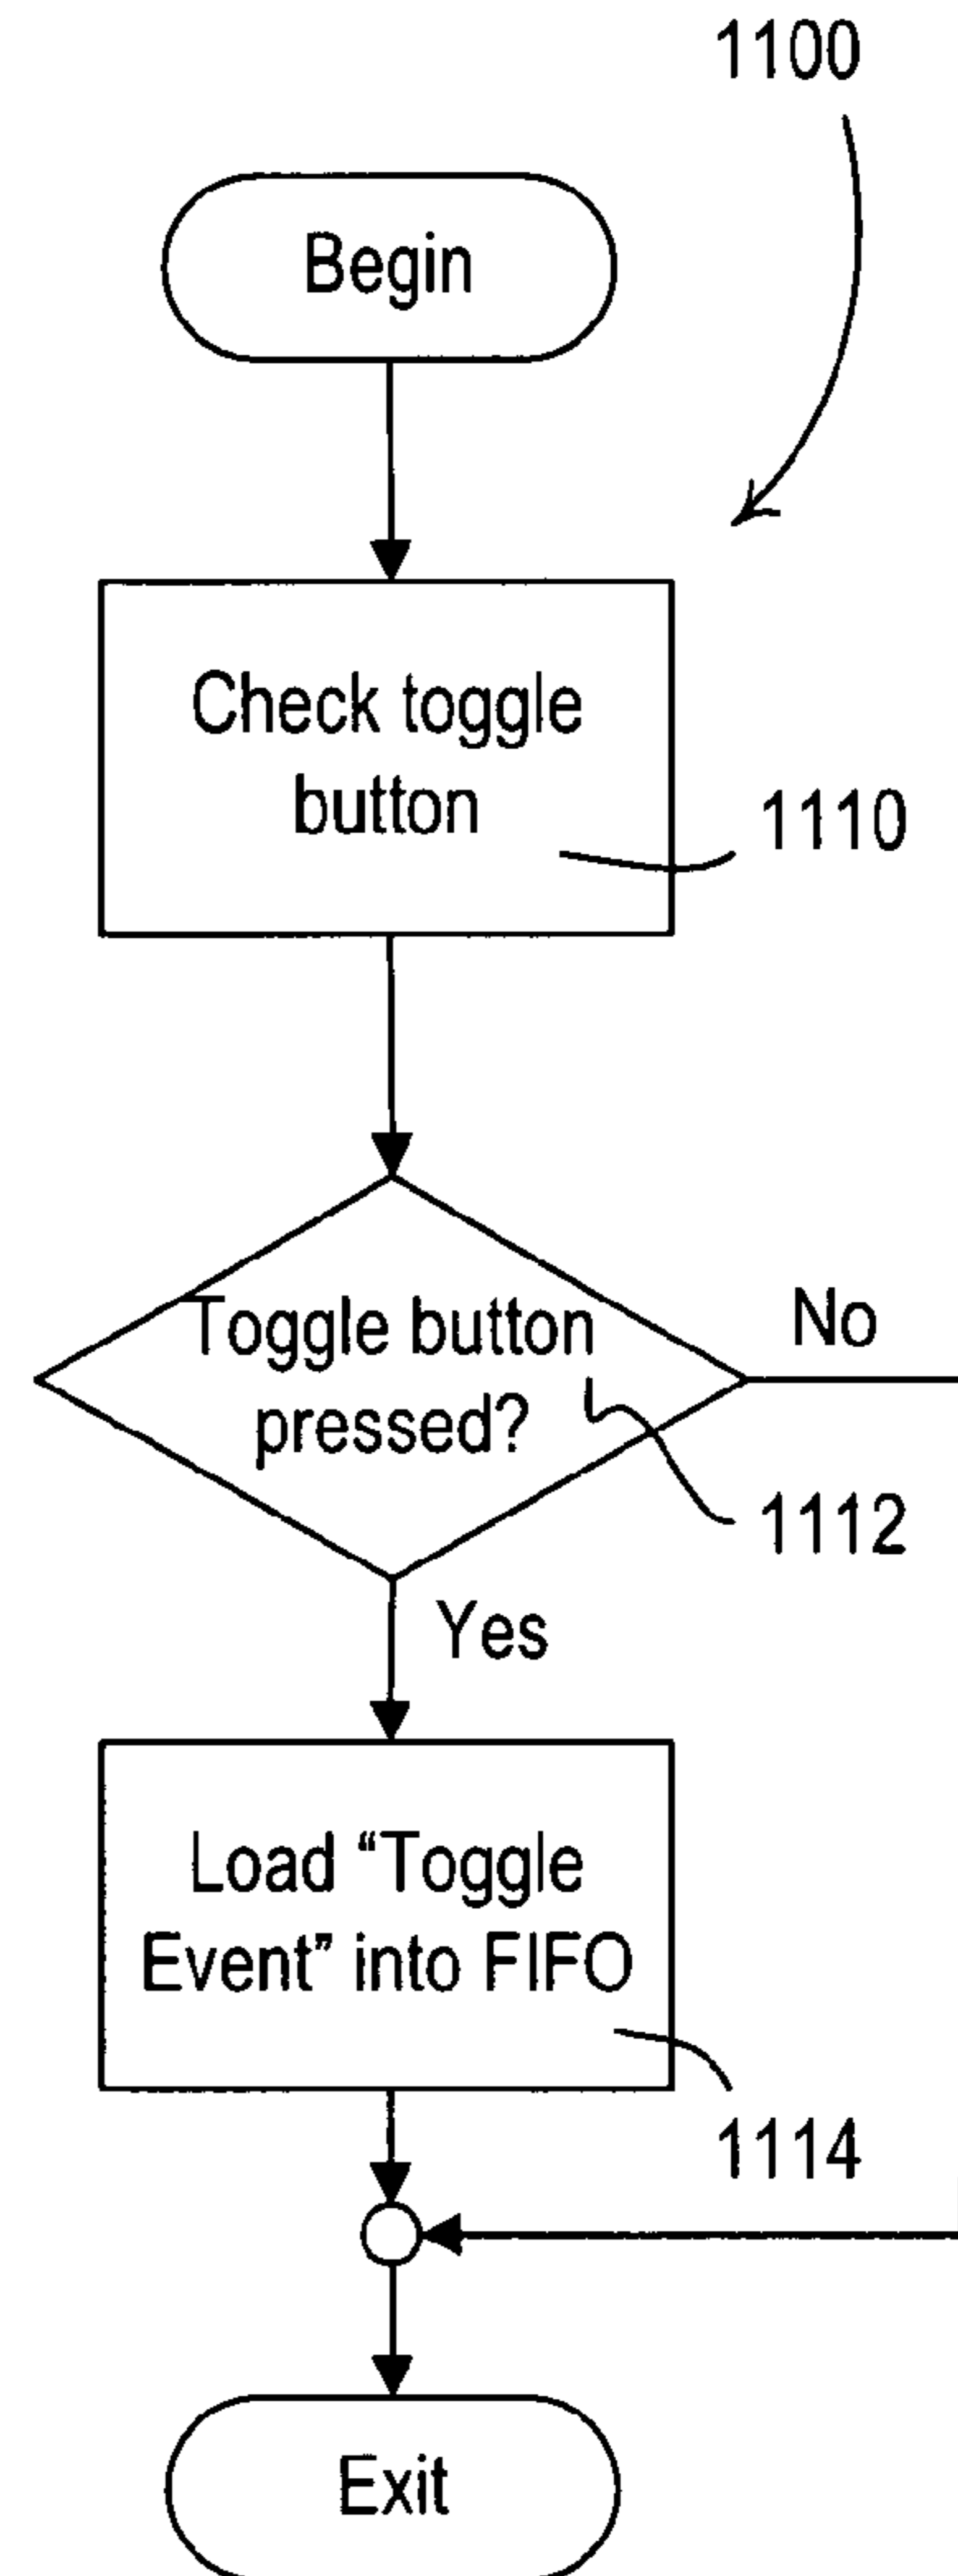 1100
Begin
Check toggle
button
1110
Toggle button
pressed?
No
1112
Yes
Load “Toggle
Event” into FIFO
1114
Exit